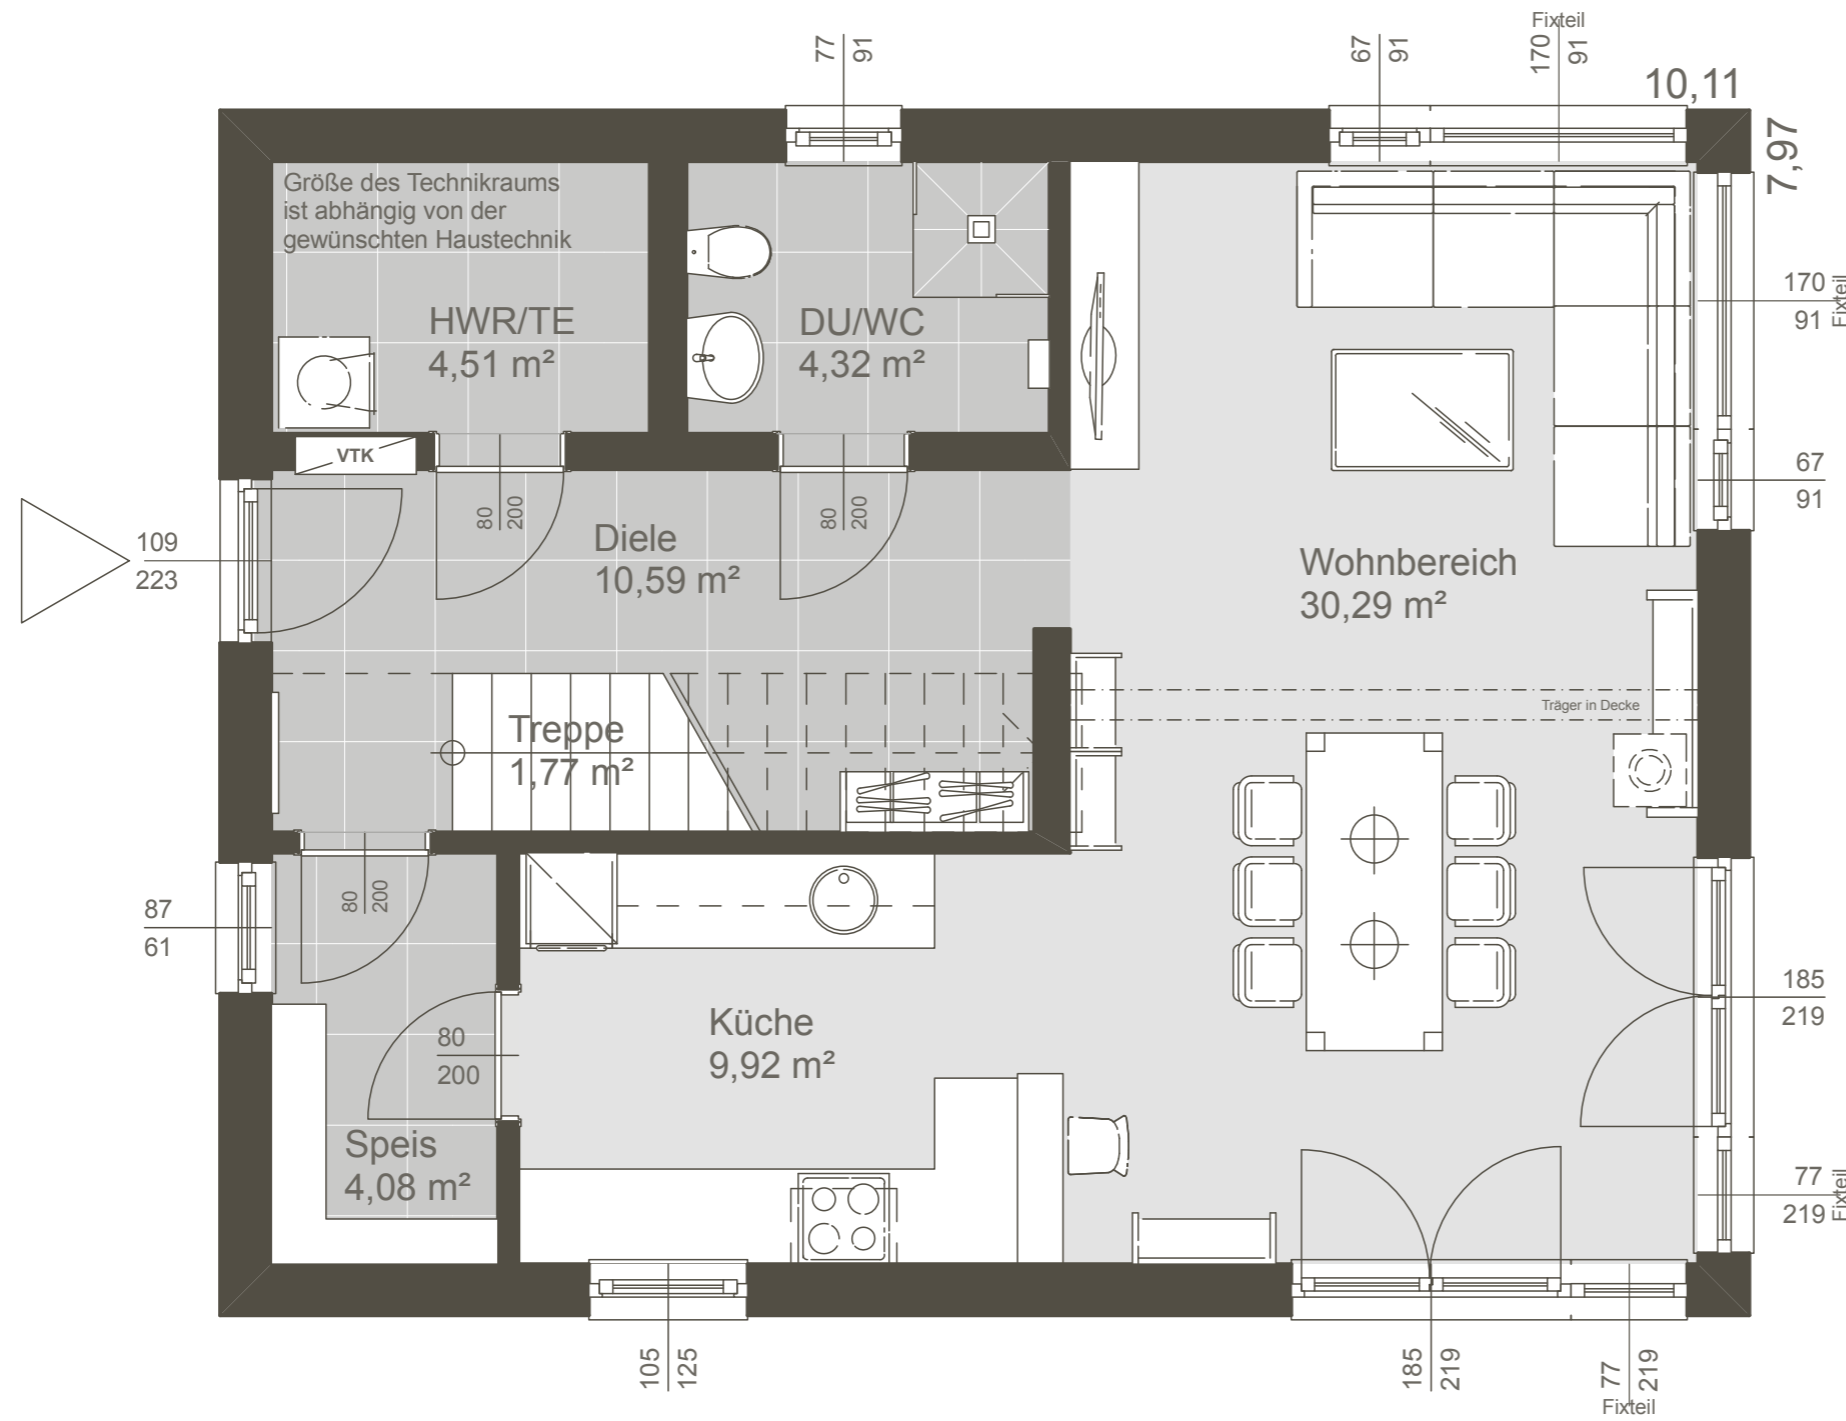 Fixteil
77
91
67
91
170
91
10,11
7,97
Größe des Technikraums
ist abhängig von der
gewünschten Haustechnik
HWR/TE
4,51 m²
DU/WC
4,32 m²
170
91
Fixteil
VTK
67
91
80
200
80
200
109
223
Diele
10,59 m²
Wohnbereich
30,29 m²
Träger in Decke
Treppe
1,77 m²
80
200
87
61
185
219
Küche
9,92 m²
80
200
Speis
4,08 m²
77
219
Fixteil
105
125
185
219
77
219
Fixteil